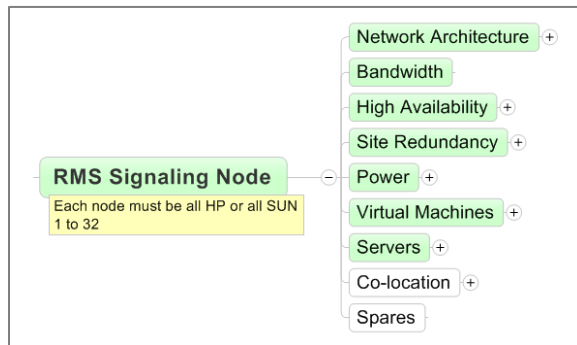 Network Architecture
Bandwidth
High Availability
Site Redundancy
RMS Signaling Node
Each node must be all HP or all SUN
1 to 32
Power
Virtual Machines
Servers
Co-location
Spares